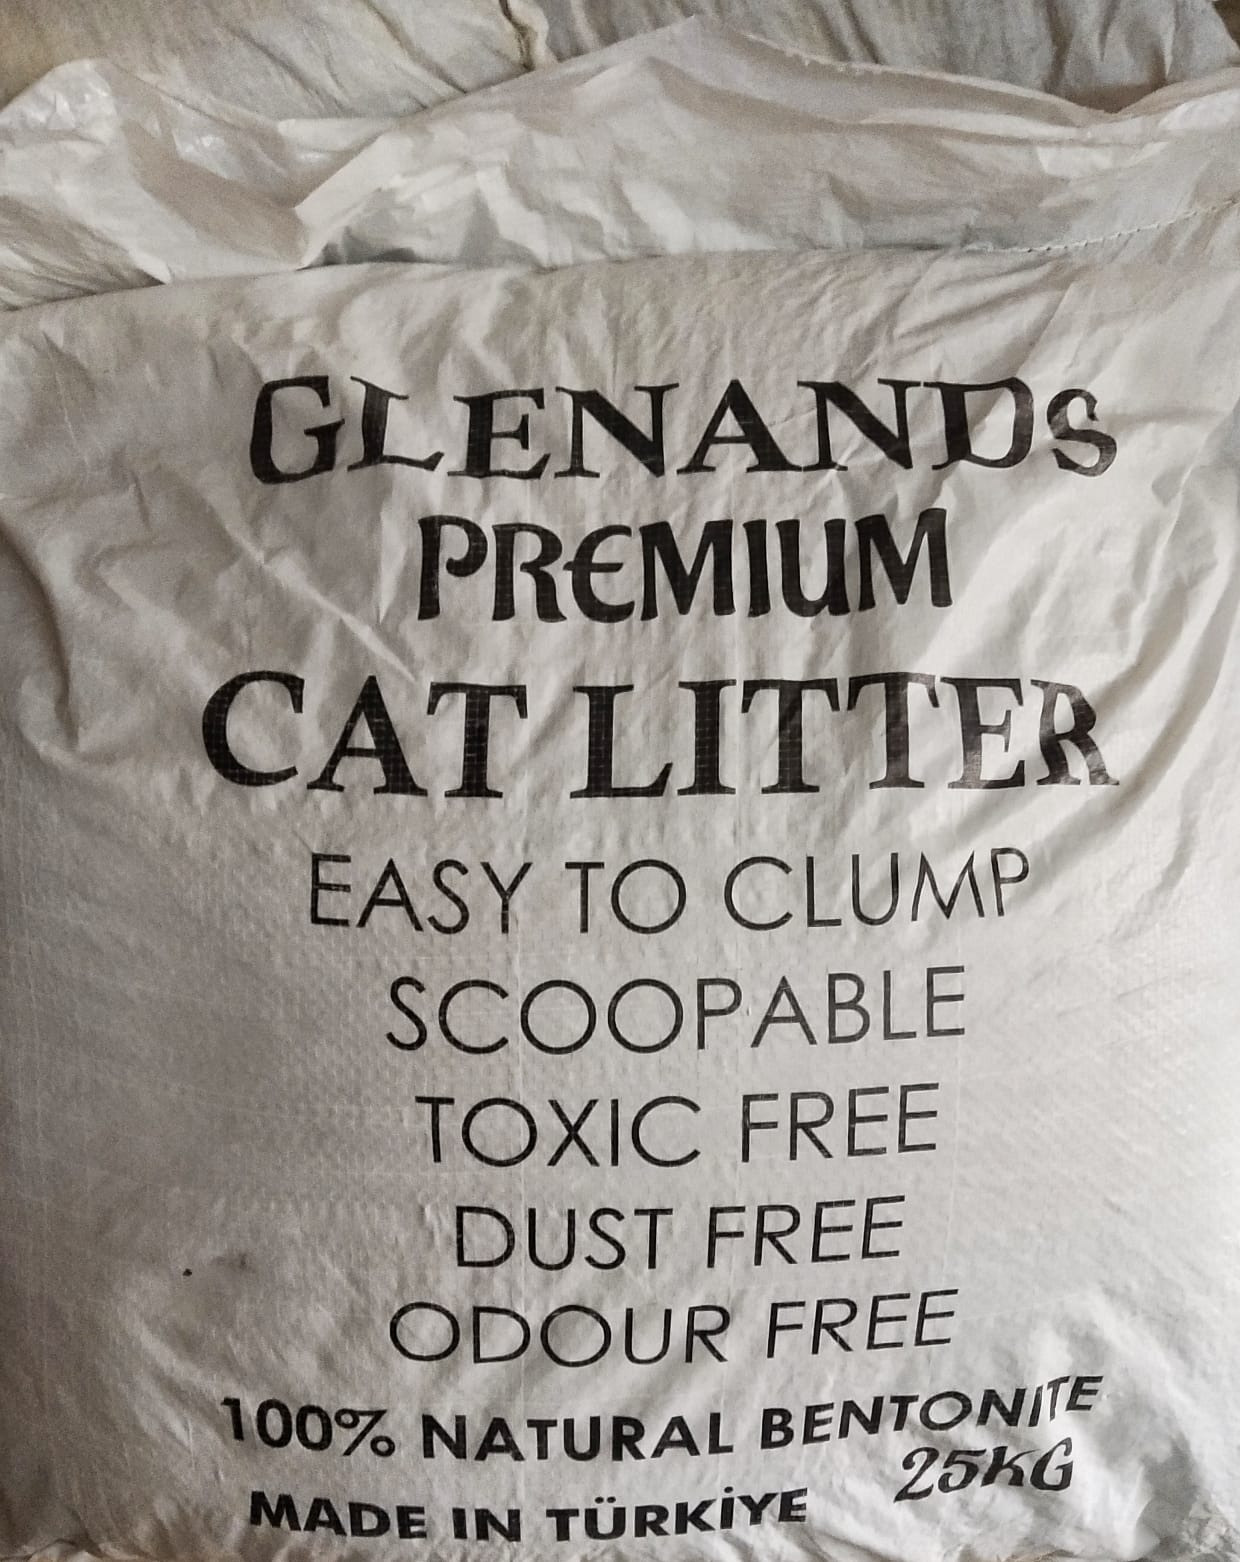 GLENANDS
PREMIUM
CAT LITTER
EASY TO CLUMP
SCOOPABLE
TOXIC FREE
DUST FREE
ODOUR FREE
100% NATURAL BENTONITE
25KG
MADE IN TÜRKİYE